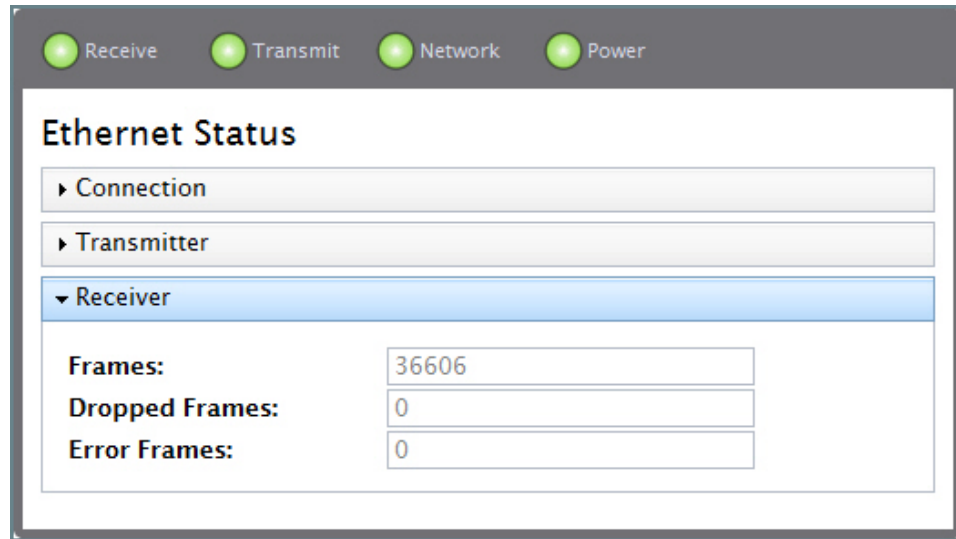 Receive Transmit Network Power
Ethernet Status
Connection
Transmitter
Receiver
Frames: 36606
Dropped Frames: 0
Error Frames: 0